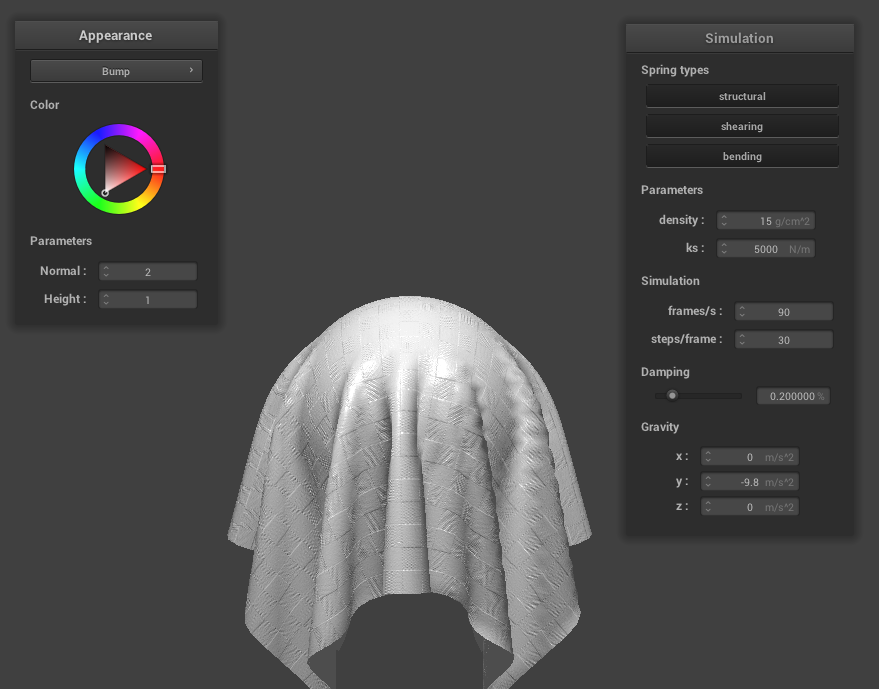 Appearance
Bump
Color
Parameters
Normal : 2
Height : 1
Simulation
Spring types
structural
shearing
bending
Parameters
density : 15 g/cm^2
ks : 5000 N/m
Simulation
frames/s : 90
steps/frame : 30
Damping
0.200000 %
Gravity
x : 0 m/s^2
y : -9.8 m/s^2
z : 0 m/s^2